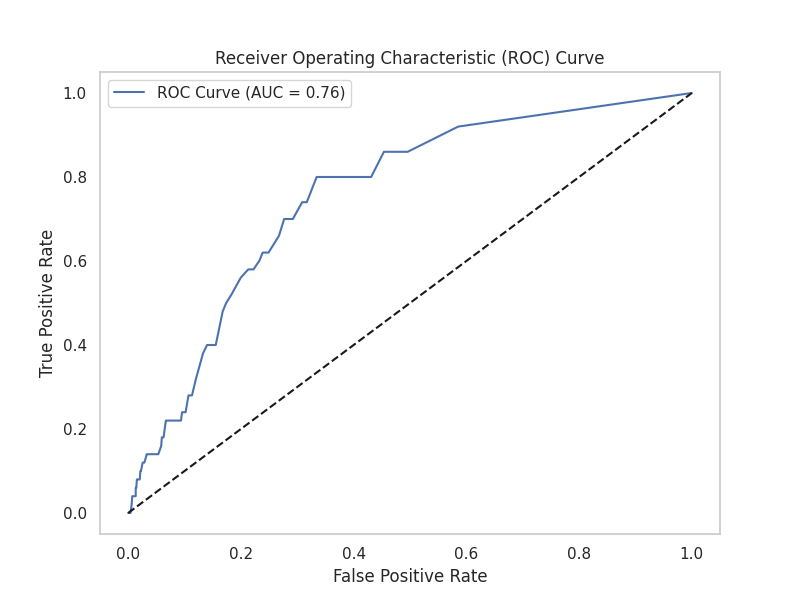 Receiver Operating Characteristic (ROC) Curve
ROC Curve (AUC = 0.76)
1.0
0.8
0.6
0.4
0.2
0.0
True Positive Rate
0.0 0.2 0.4 0.6 0.8 1.0
False Positive Rate